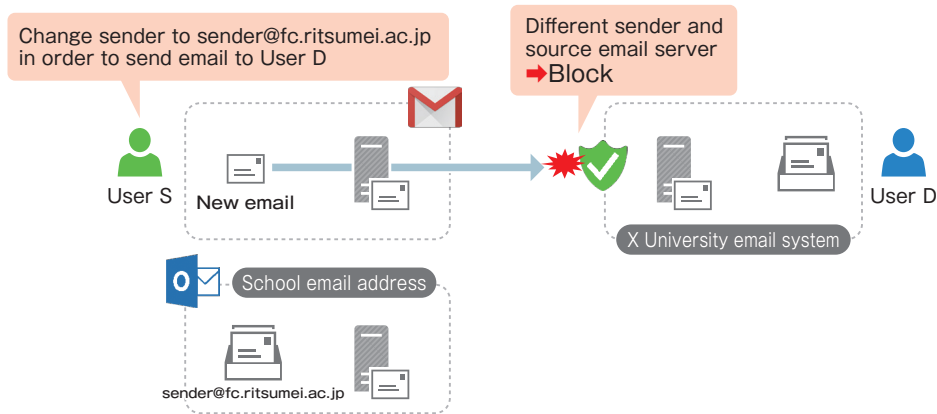 Change sender to sender@fc.ritsumei.ac.jp
in order to send email to User D
Different sender and
source email server
➡Block
User S
New email
User D
X University email system
O
School email address
sender@fc.ritsumei.ac.jp